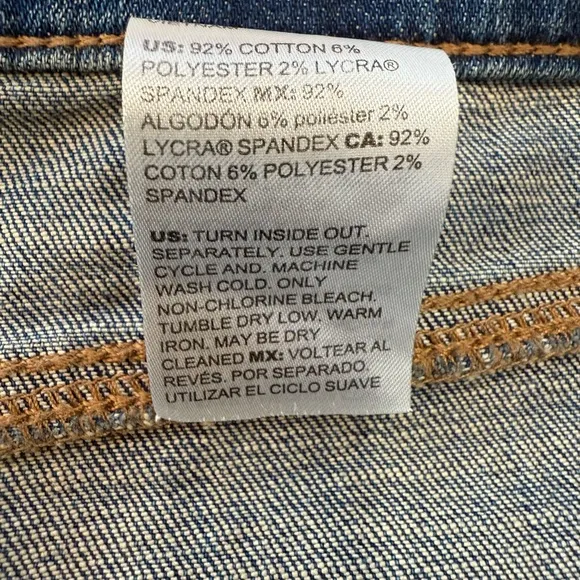 US: 92% COTTON 6%
POLYESTER 2% LYCRA®
SPANDEX MX: 92%
ALGODÓN 6% poliéster 2%
LYCRA® SPANDEX CA: 92%
COTON 6% POLYESTER 2%
SPANDEX
US: TURN INSIDE OUT.
SEPARATELY. USE GENTLE
CYCLE AND. MACHINE
WASH COLD. ONLY
NON-CHLORINE BLEACH.
TUMBLE DRY LOW. WARM
IRON. MAY BE DRY
CLEANED MX: VOLTEAR AL
REVÉS. POR SEPARADO.
UTILIZAR EL CICLO SUAVE